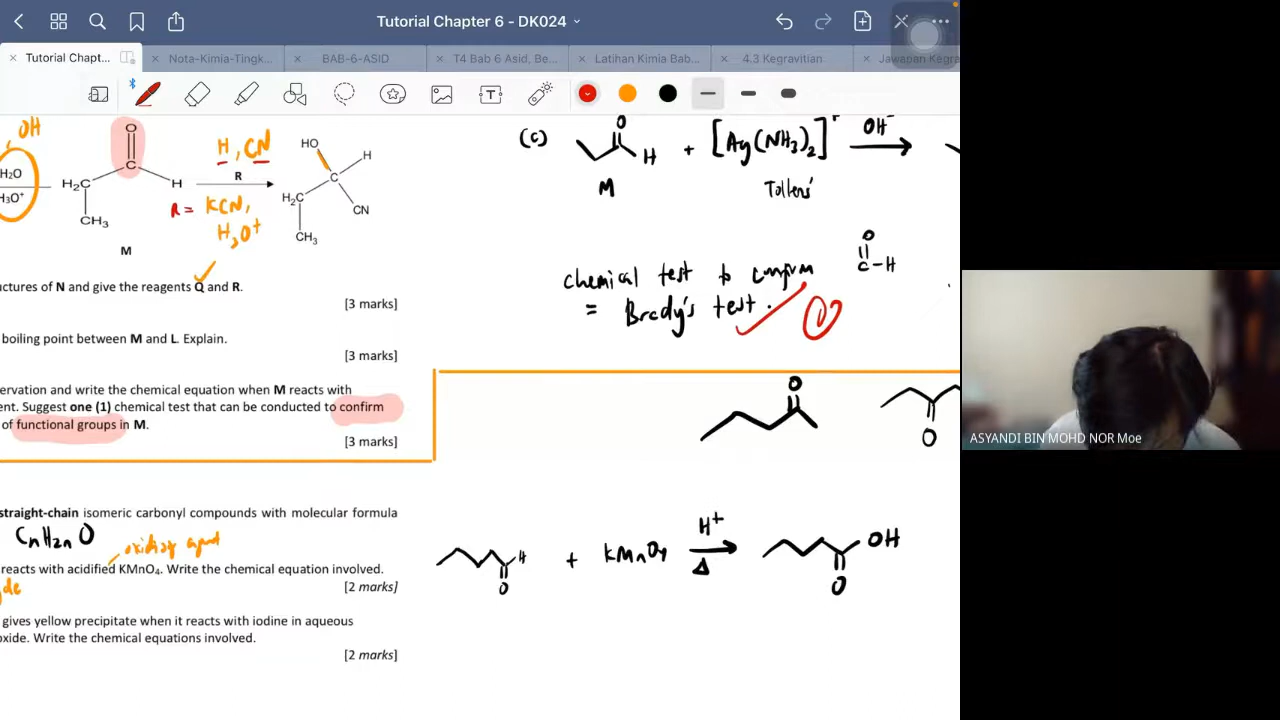 Tutorial Chapter 6 - DK024
Tutorial Chapt...
Nota-Kimia-Tingk...
BAB-6-ASID
T4 Bab 6 Asid, Be...
Latihan Kimia Bab...
4.3 Kegravitian...
Jawapan Kegra
OH
H2O
H3O+
O
C
H2C
H
CH3
M
H, CN
R
R = KCN,
H3O+
HO
H
C
H2C
CN
CH3
(c)
O
H
M
+
[Ag(NH3)2]+
Tollens'
OH-
uctures of N and give the reagents Q and R.
[3 marks]
boiling point between M and L. Explain.
[3 marks]
ervation and write the chemical equation when M reacts with
ent. Suggest one (1) chemical test that can be conducted to confirm
of functional groups in M.
[3 marks]
chemical test to confirm
= Brady's test.
O
C-H
O
O
straight-chain isomeric carbonyl compounds with molecular formula
CnH2nO
reacts with acidified KMnO4. Write the chemical equation involved.
[2 marks]
gives yellow precipitate when it reacts with iodine in aqueous
oxide. Write the chemical equations involved.
[2 marks]
H
O
+
KMnO4
H+
Δ
OH
O
ASYANDI BIN MOHD NOR Moe